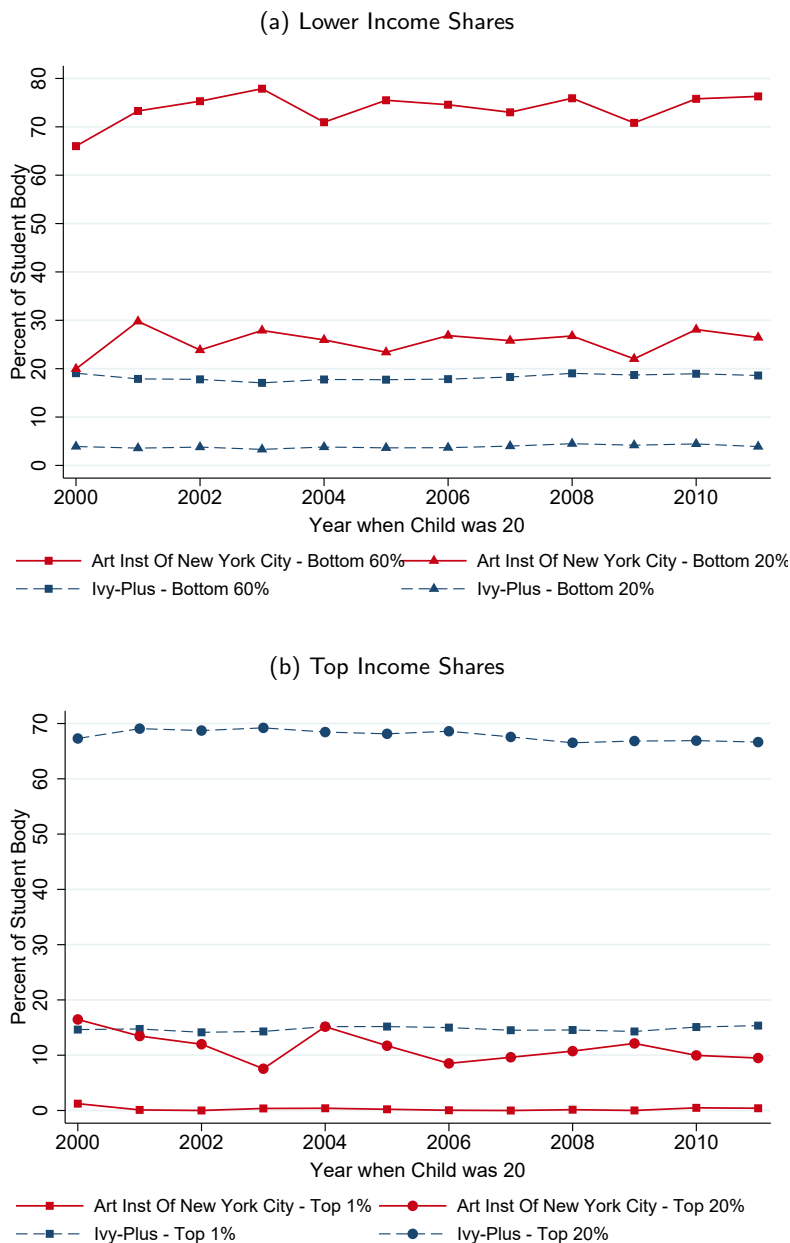 (a) Lower Income Shares
Percent of Student Body
80
70
60
50
40
30
20
10
0
2000 2002 2004 2006 2008 2010
Year when Child was 20
Art Inst Of New York City - Bottom 60% Art Inst Of New York City - Bottom 20%
Ivy-Plus - Bottom 60% Ivy-Plus - Bottom 20%
(b) Top Income Shares
Percent of Student Body
70
60
50
40
30
20
10
0
2000 2002 2004 2006 2008 2010
Year when Child was 20
Art Inst Of New York City - Top 1% Art Inst Of New York City - Top 20%
Ivy-Plus - Top 1% Ivy-Plus - Top 20%